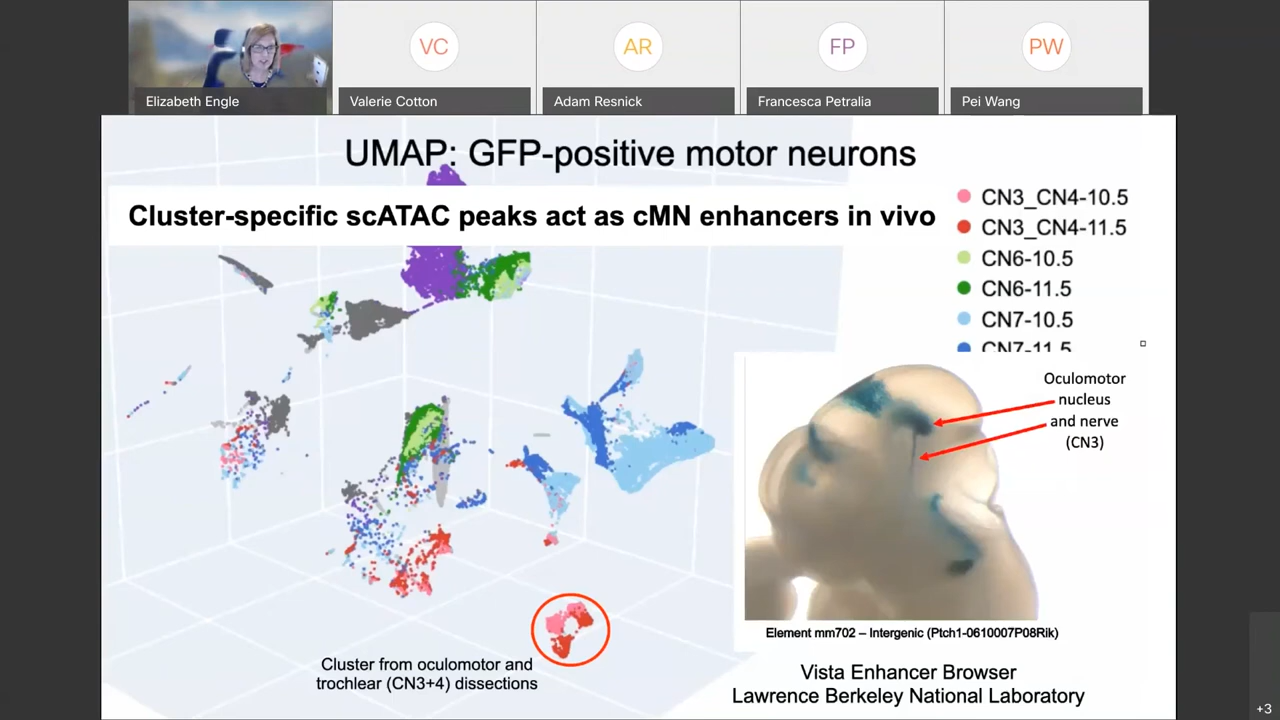 VC
AR
FP
PW
Elizabeth Engle
Valerie Cotton
Adam Resnick
Francesca Petralia
Pei Wang
UMAP: GFP-positive motor neurons
Cluster-specific scATAC peaks act as cMN enhancers in vivo
CN3_CN4-10.5
CN3_CN4-11.5
CN6-10.5
CN6-11.5
CN7-10.5
CN7-11.5
Oculomotor
nucleus
and nerve
(CN3)
Element mm702 – Intergenic (Ptch1-0610007P08Rik)
Cluster from oculomotor and
trochlear (CN3+4) dissections
Vista Enhancer Browser
Lawrence Berkeley National Laboratory
+3